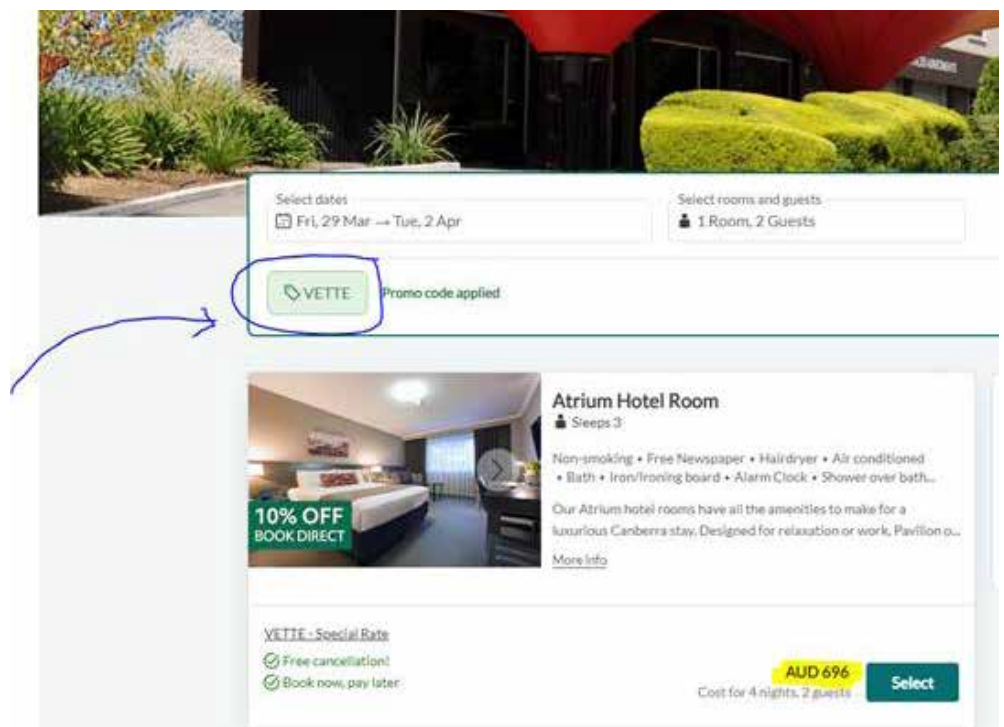 Select dates
Fri, 29 Mar → Tue, 2 Apr
Select rooms and guests
1 Room, 2 Guests
VETTE
Promo code applied
Atrium Hotel Room
Sleeps 3
Non-smoking • Free Newspaper • Hairdryer • Air conditioned
• Bath • Iron/ironing board • Alarm Clock • Shower over bath...
Our Atrium hotel rooms have all the amenities to make for a
luxurious Canberra stay. Designed for relaxation or work, Pavilion o...
More info
10% OFF
BOOK DIRECT
VETTE - Special Rate
Free cancellation!
Book now, pay later
AUD 696
Cost for 4 nights, 2 guests
Select